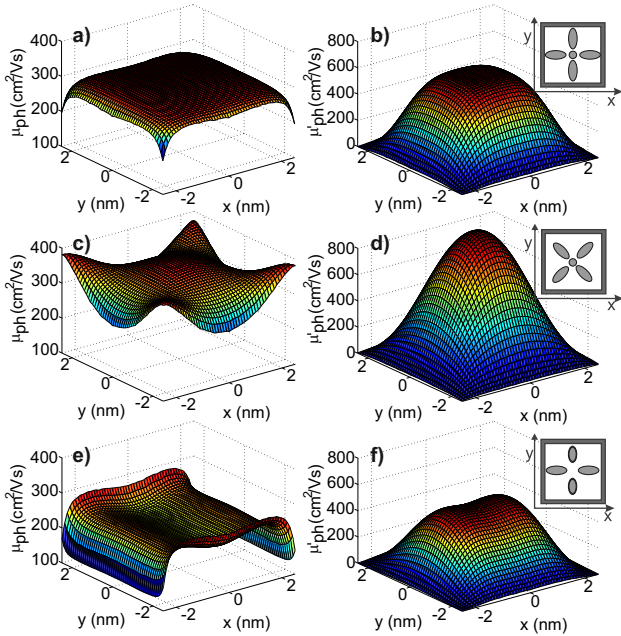 a)
μph(cm²/Vs)
400
300
200
100
2
0
-2
y (nm)
-2
0
2
x (nm)
b)
μ'ph(cm²/Vs)
800
600
400
200
0
2
0
-2
y (nm)
-2
0
2
x (nm)
y
x
c)
μph(cm²/Vs)
400
300
200
100
2
0
-2
y (nm)
-2
0
2
x (nm)
d)
μ'ph(cm²/Vs)
800
600
400
200
0
2
0
-2
y (nm)
-2
0
2
x (nm)
y
x
e)
μph(cm²/Vs)
400
300
200
100
2
0
-2
y (nm)
-2
0
2
x (nm)
f)
μ'ph(cm²/Vs)
800
600
400
200
0
2
0
-2
y (nm)
-2
0
2
x (nm)
y
x